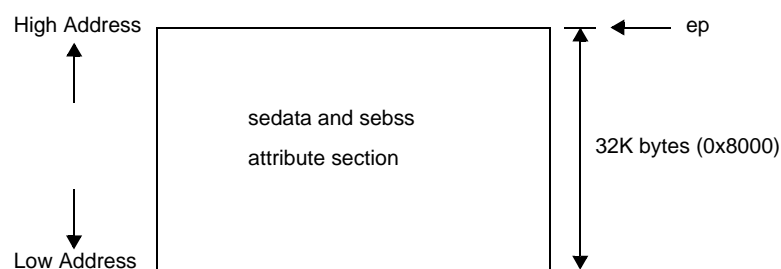 High Address
ep
sedata and sebss
attribute section
32K bytes (0x8000)
Low Address